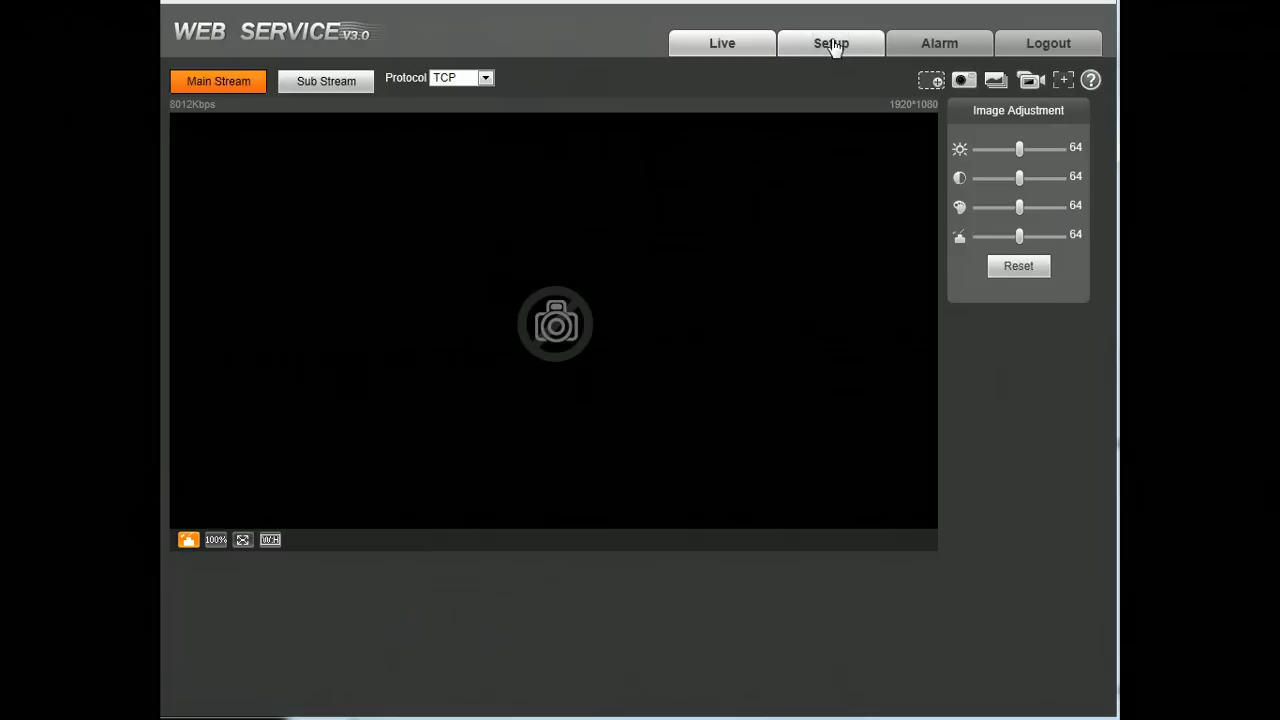 WEB SERVICE V3.0
Live
Setup
Alarm
Logout
Main Stream
Sub Stream
Protocol TCP
8012Kbps
1920*1080
Image Adjustment
64
64
64
64
Reset
100%
W:H